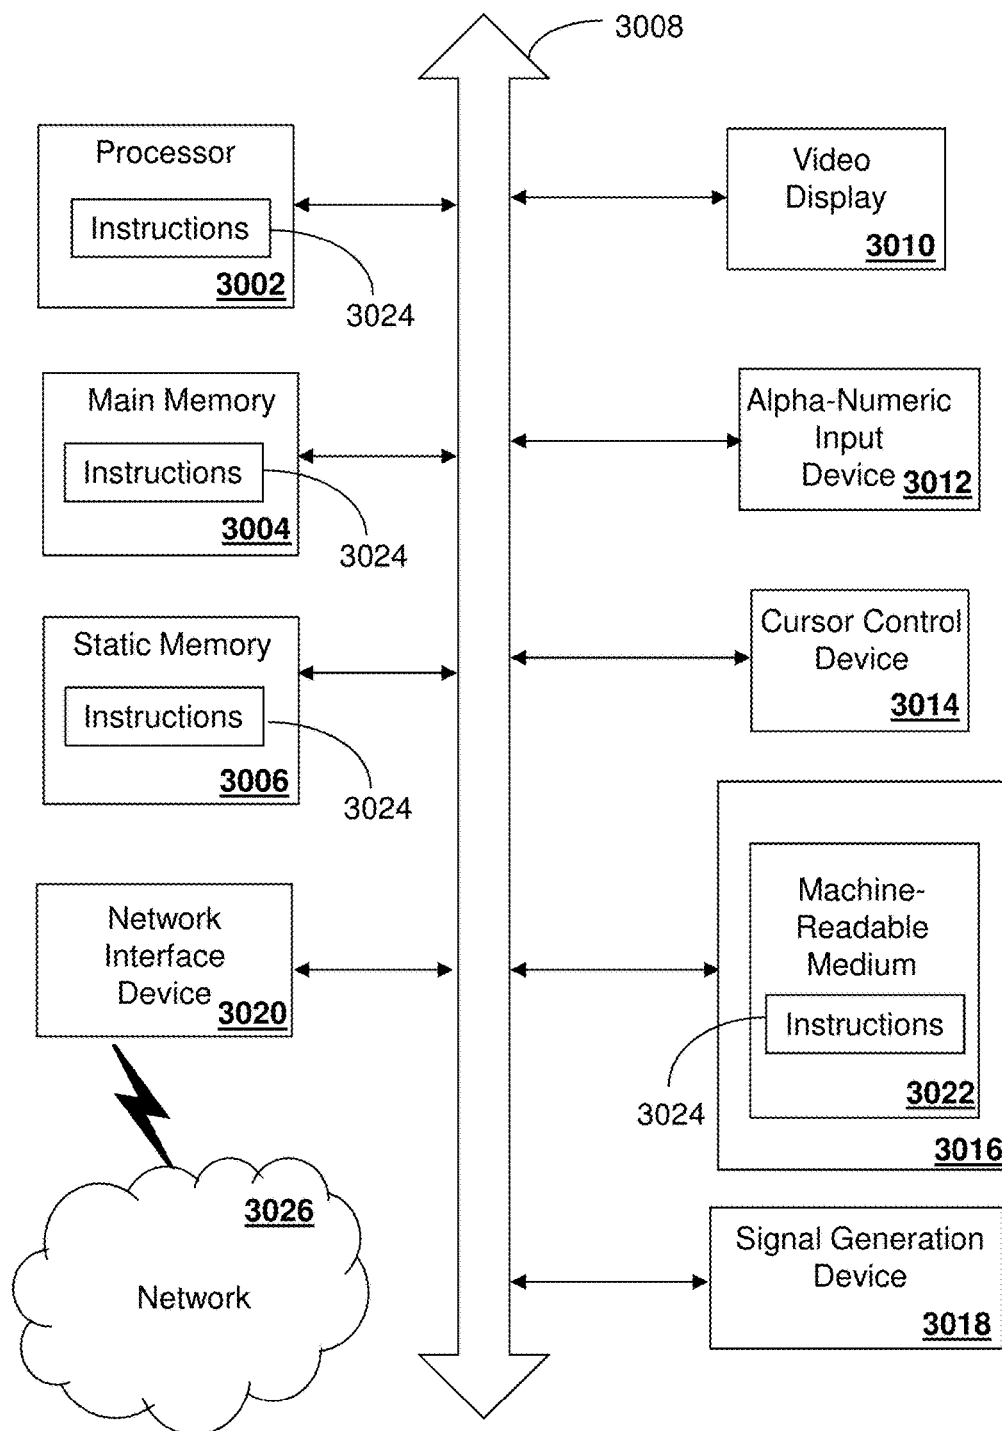 3008
Processor
Instructions
3002
3024
Main Memory
Instructions
3004
3024
Static Memory
Instructions
3006
3024
Network
Interface
Device
3020
3026
Network
Video
Display
3010
Alpha-Numeric
Input
Device
3012
Cursor Control
Device
3014
Machine-
Readable
Medium
Instructions
3022
3024
3016
Signal Generation
Device
3018